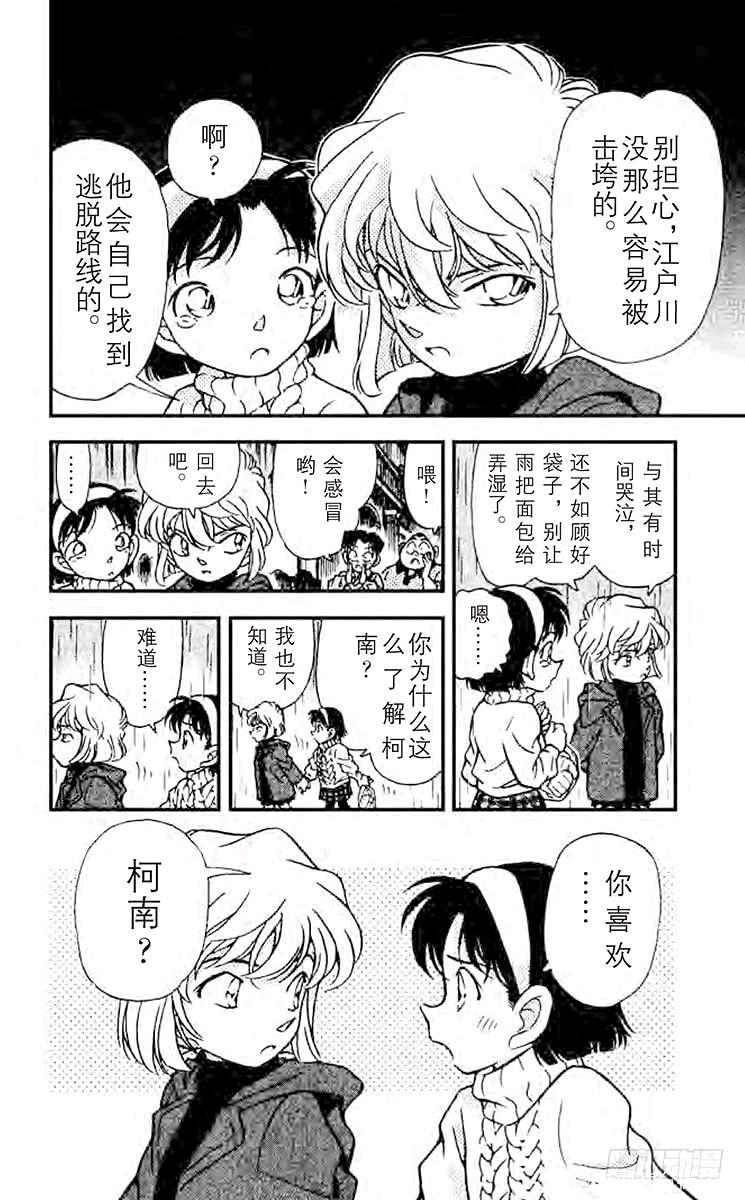 别担心，江户川
没那么容易被
击垮的。
啊？
他会自己找到
逃脱路线的。
与其有时
间哭泣，
还不如顾好
袋子，别让
雨把面包给
弄湿了。
嗯……
喂！
会感冒
哟！
回去
吧。
……
你为什么这
么了解柯
南？
我也不
知道。
难道……
你喜欢
……
柯南？